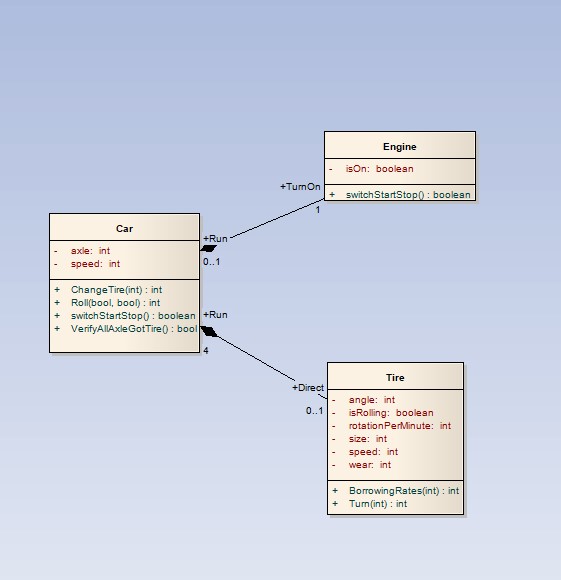 Engine
- isOn: boolean
+ switchStartStop() : boolean
+TurnOn
1
Car
- axle: int
- speed: int
+ ChangeTire(int) : int
+ Roll(bool, bool) : int
+ switchStartStop() : boolean
+ VerifyAllAxleGotTire() : bool
+Run
0..1
+Run
4
+Direct
0..1
Tire
- angle: int
- isRolling: boolean
- rotationPerMinute: int
- size: int
- speed: int
- wear: int
+ BorrowingRates(int) : int
+ Turn(int) : int